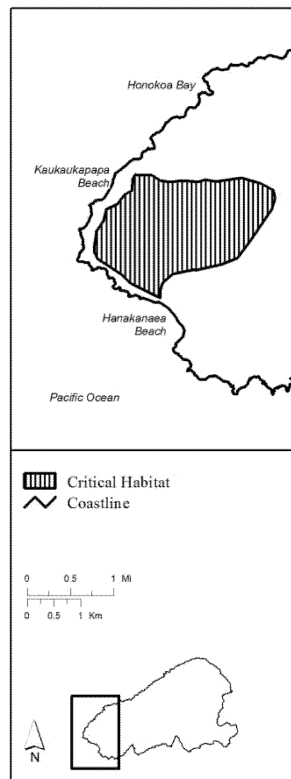 Honokoa Bay
Kaukaukapapa
Beach
Hanakanaea
Beach
Pacific Ocean
Critical Habitat
Coastline
0 0.5 1 Mi
0 0.5 1 Km
N